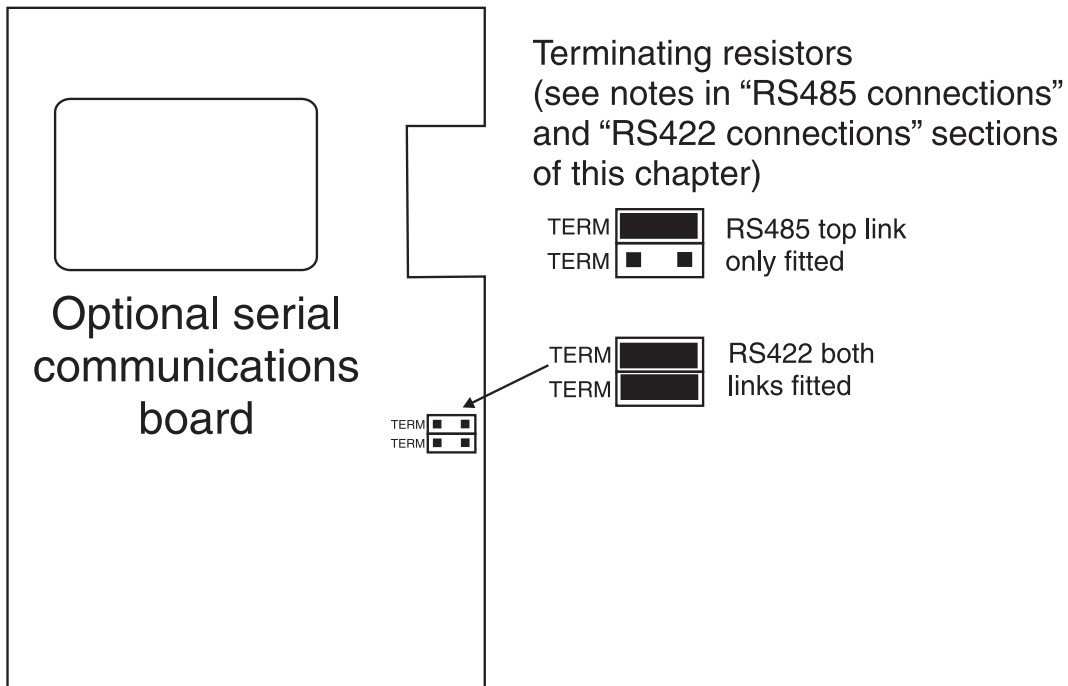 Terminating resistors
(see notes in “RS485 connections”
and “RS422 connections” sections
of this chapter)
TERM
TERM
RS485 top link
only fitted
Optional serial
communications
board
TERM
TERM
RS422 both
links fitted
TERM
TERM